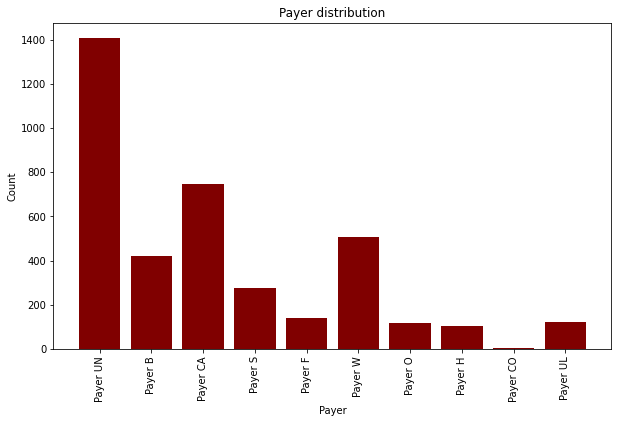 Payer distribution
1400
1200
1000
800
600
400
200
0
Count
Payer UN
Payer B
Payer CA
Payer S
Payer F
Payer W
Payer O
Payer H
Payer CO
Payer UL
Payer